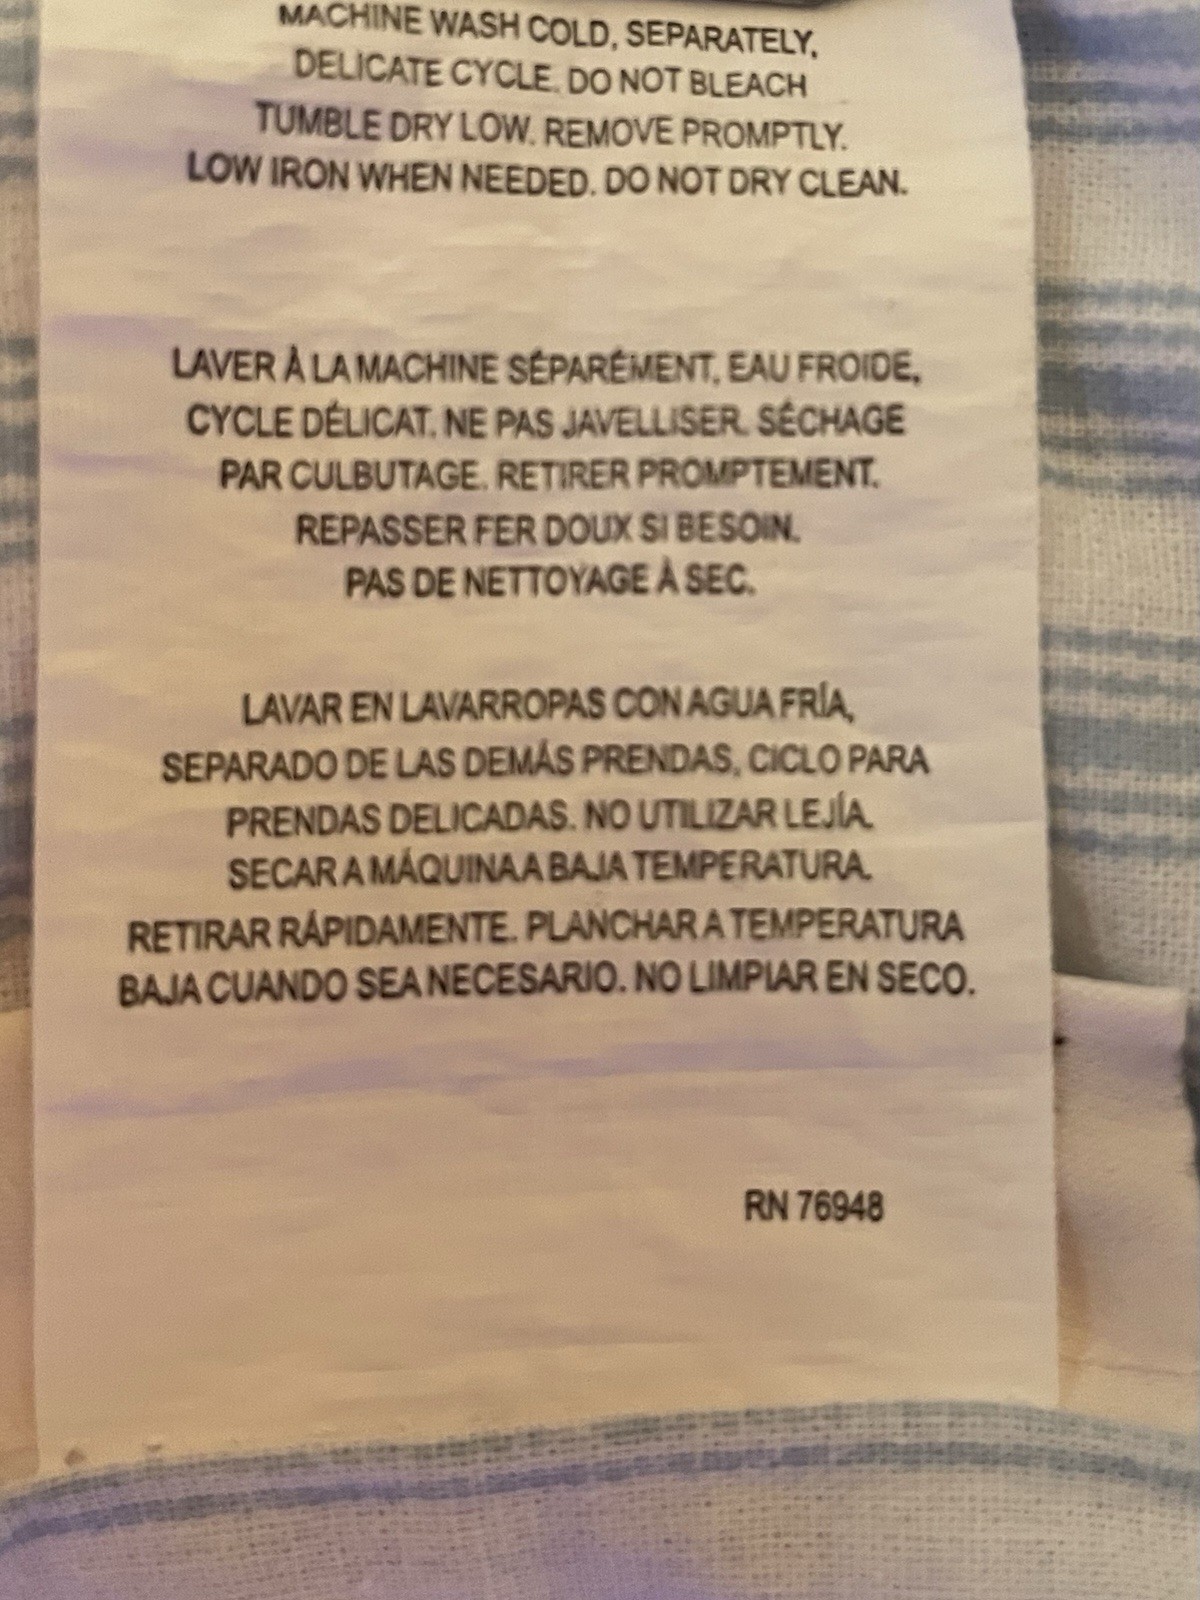 MACHINE WASH COLD, SEPARATELY,
DELICATE CYCLE. DO NOT BLEACH
TUMBLE DRY LOW. REMOVE PROMPTLY.
LOW IRON WHEN NEEDED. DO NOT DRY CLEAN.
LAVER À LA MACHINE SÉPARÉMENT, EAU FROIDE,
CYCLE DÉLICAT. NE PAS JAVELLISER. SÉCHAGE
PAR CULBUTAGE. RETIRER PROMPTEMENT.
REPASSER FER DOUX SI BESOIN.
PAS DE NETTOYAGE À SEC.
LAVAR EN LAVARROPAS CON AGUA FRÍA,
SEPARADO DE LAS DEMÁS PRENDAS, CICLO PARA
PRENDAS DELICADAS. NO UTILIZAR LEJÍA.
SECAR A MÁQUINA A BAJA TEMPERATURA.
RETIRAR RÁPIDAMENTE. PLANCHAR A TEMPERATURA
BAJA CUANDO SEA NECESARIO. NO LIMPIAR EN SECO.
RN 76948